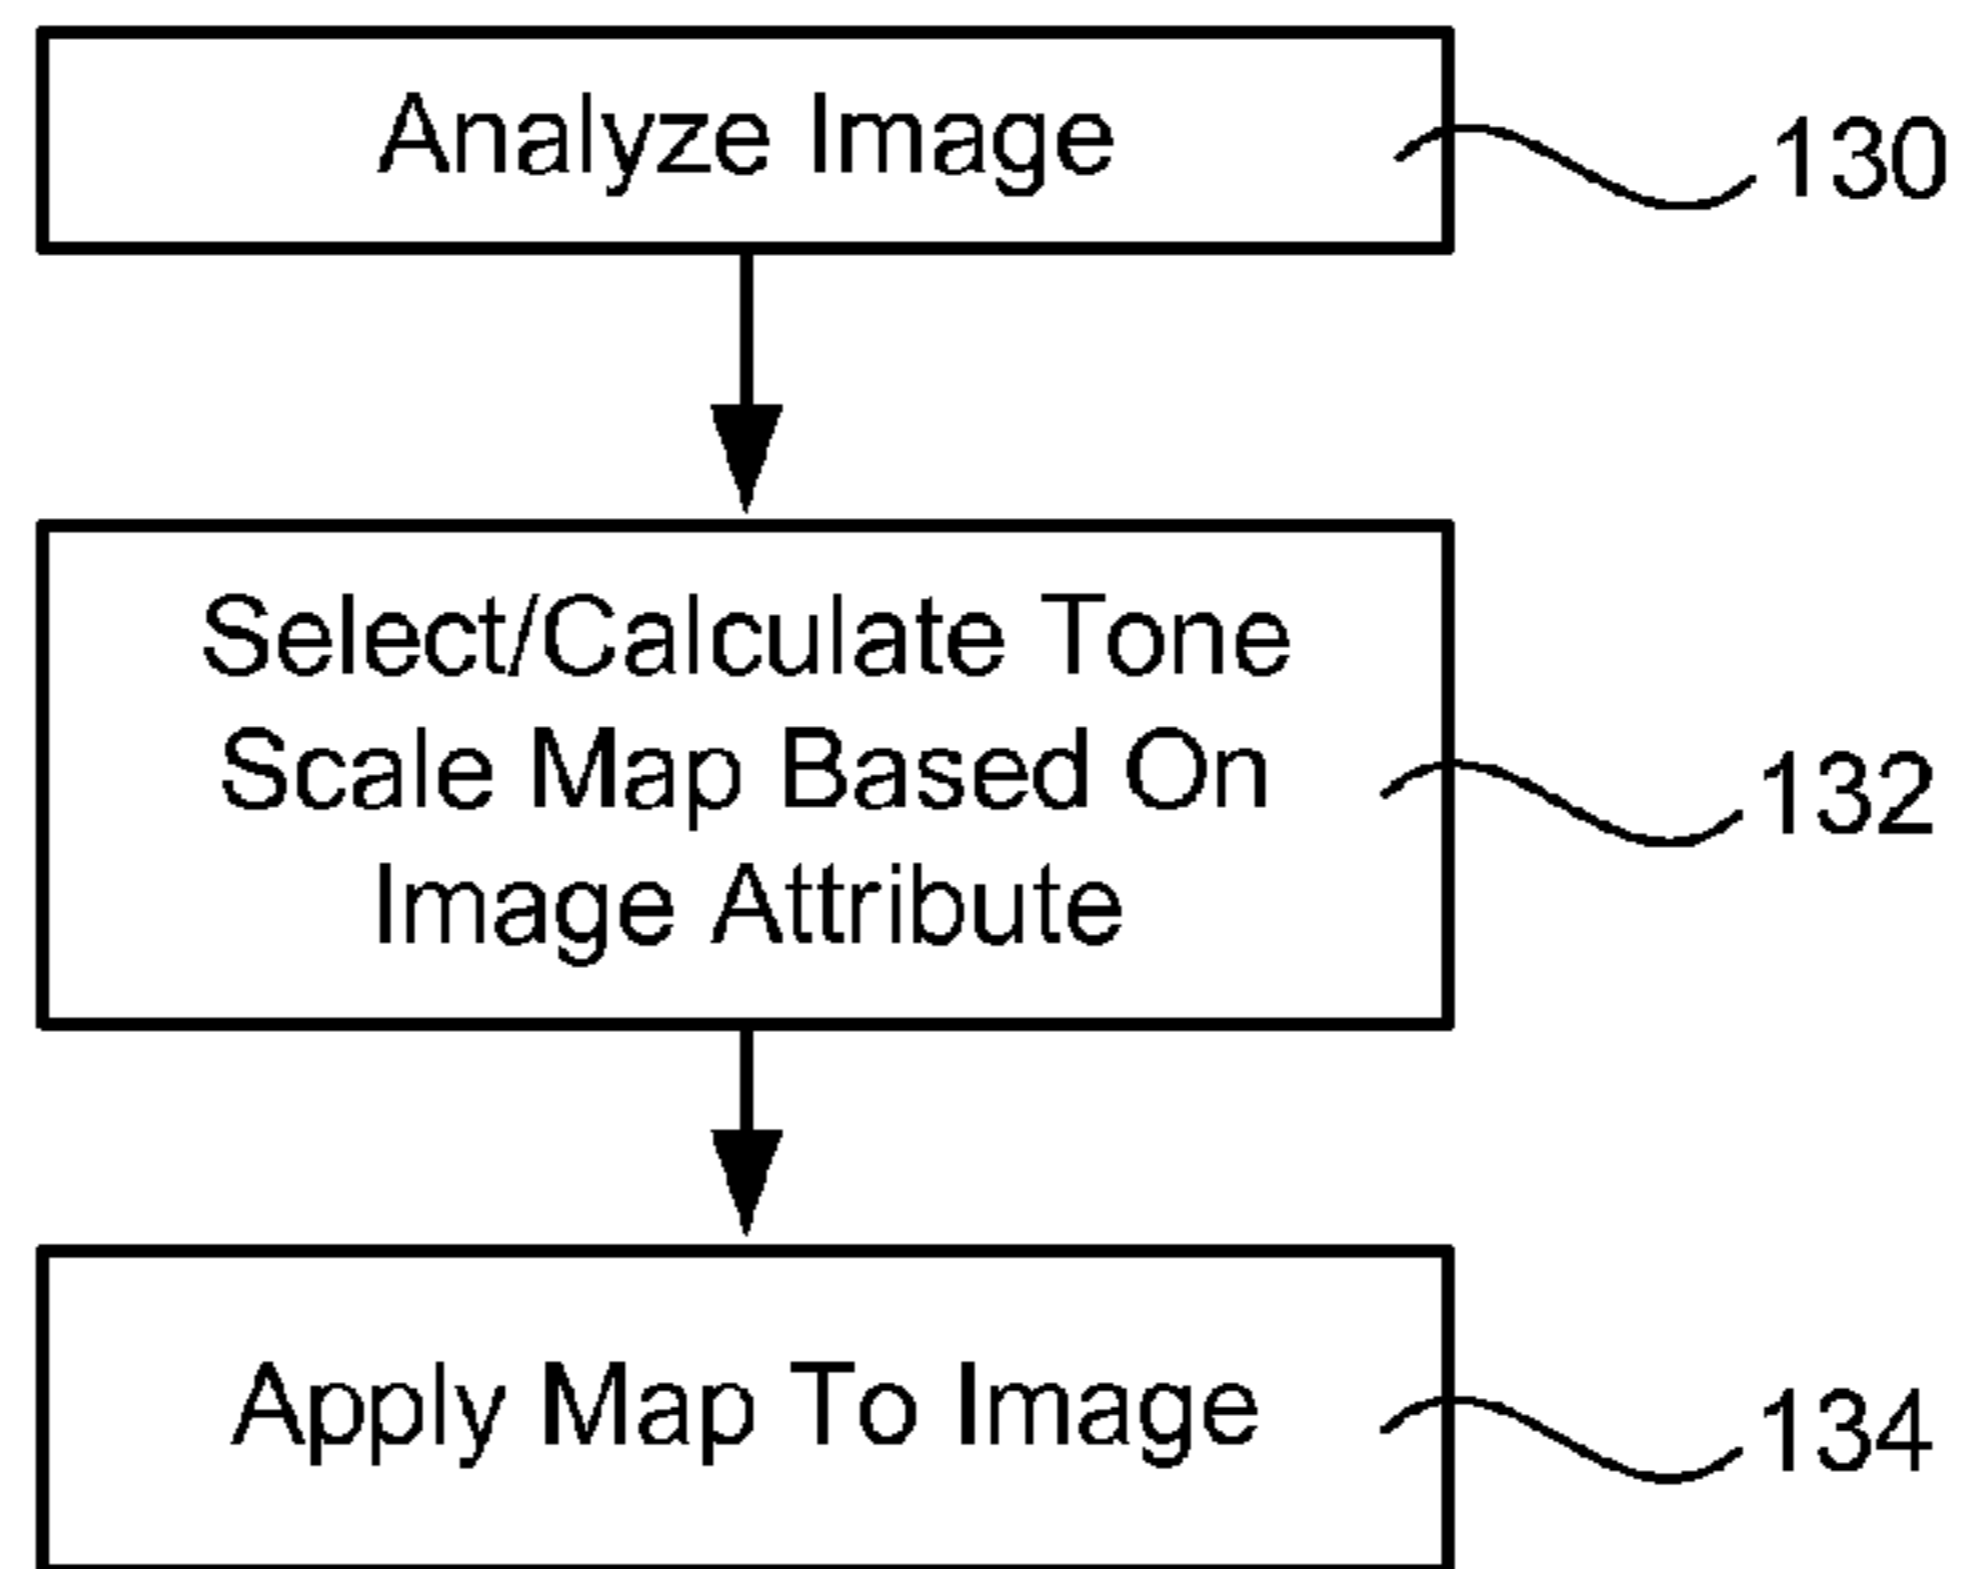 Analyze Image
130
Select/Calculate Tone
Scale Map Based On
Image Attribute
132
Apply Map To Image
134